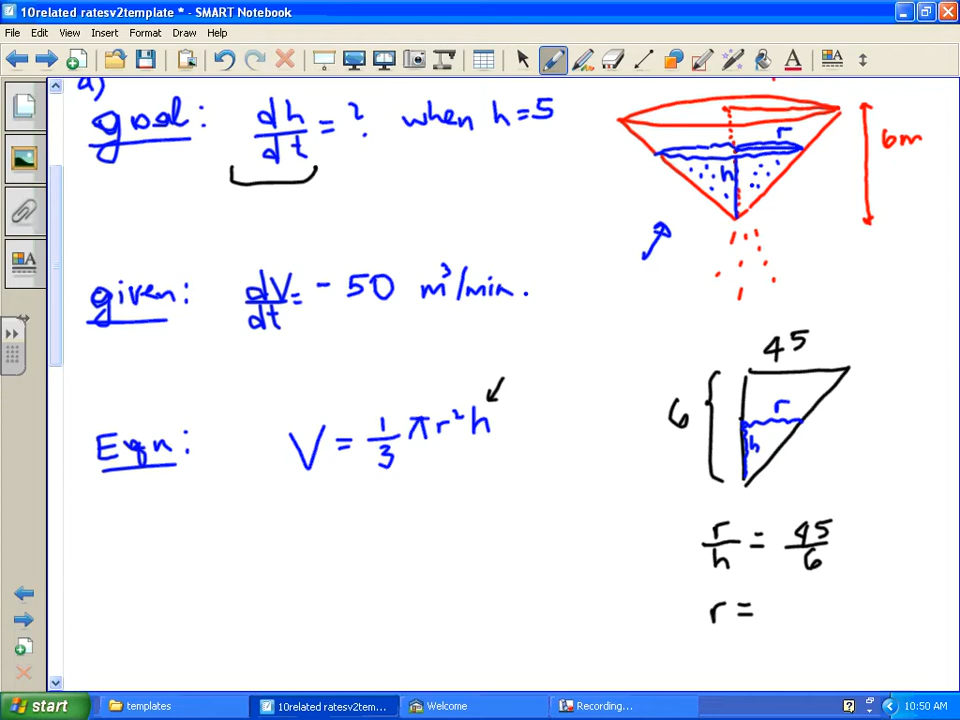 10related ratesv2template * - SMART Notebook
File Edit View Insert Format Draw Help
a)
goal: dh/dt = ? when h=5
r
h
6m
given: dV/dt = - 50 m³/min.
45
6
r
h
Eqn: V = 1/3 πr²h
r/h = 45/6
r =
start
templates
10related ratesv2tem...
Welcome
Recording...
10:50 AM